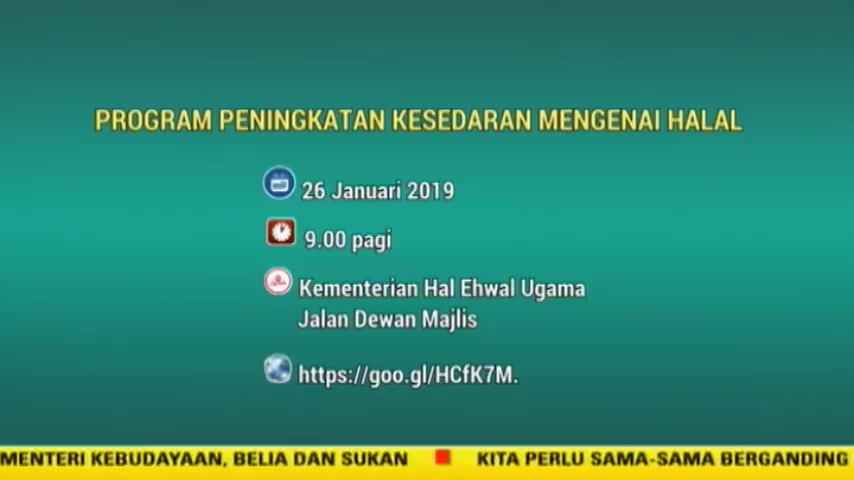 PROGRAM PENINGKATAN KESEDARAN MENGENAI HALAL
26 Januari 2019
9.00 pagi
Kementerian Hal Ehwal Ugama
Jalan Dewan Majlis
https://goo.gl/HCfK7M.
MENTERI KEBUDAYAAN, BELIA DAN SUKAN KITA PERLU SAMA-SAMA BERGANDING